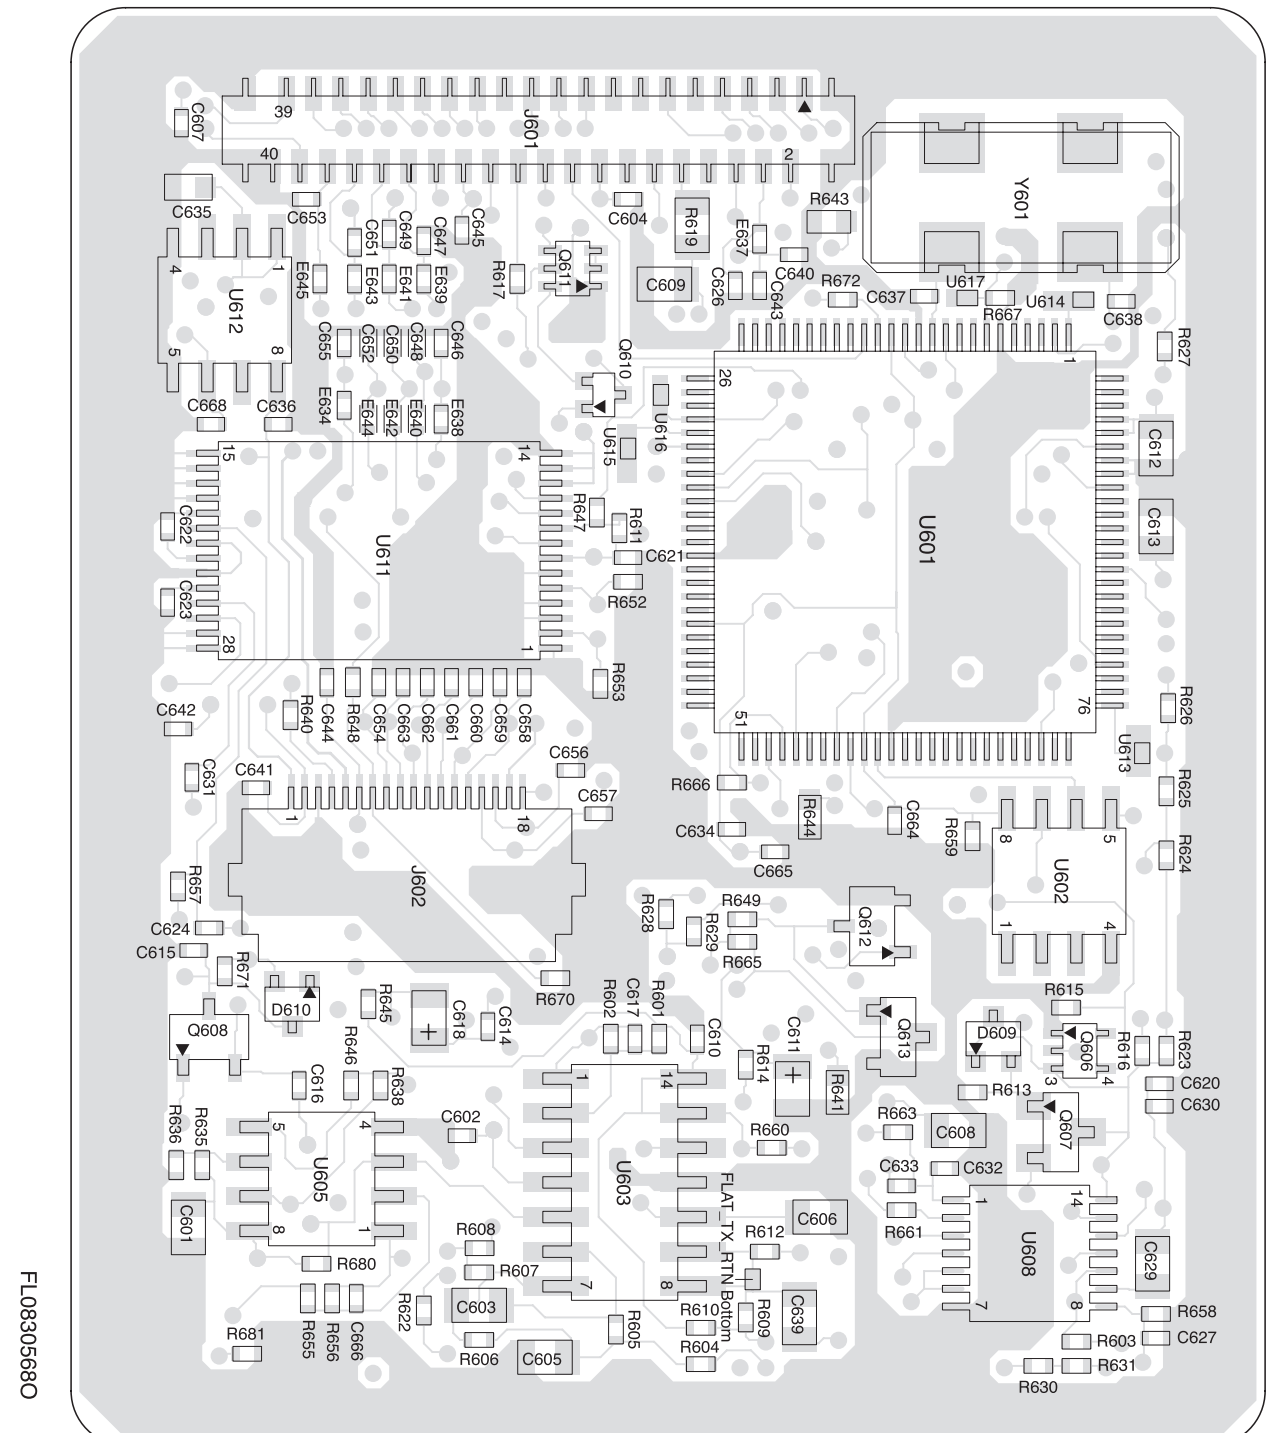 39
J601
C607
40
2
C635
C653
C604
R643
Y601
R619
C651
C649
C647
C645
E637
Q611
C640
4
1
U612
E645
E643
E641
E639
R617
C609
C626
C643
R672
C637
U617
R667
U614
C638
R627
5
8
C655
C652
C650
C648
C646
Q610
26
1
C668
C636
E634
E644
E642
E640
E638
U616
U615
C612
15
14
C622
U611
R647
R611
C621
R652
U601
C613
C623
28
1
R653
76
51
C642
R640
C644
R648
C654
C663
C662
C661
C660
C659
C658
R626
U613
C631
C641
C656
C657
R666
R625
1
18
C634
R644
C664
R659
8
5
C665
R624
J602
U602
R657
R628
R649
R629
R665
Q612
1
4
C624
C615
R671
D610
R670
R645
C618
C614
R602
C617
R601
C610
C611
Q613
D609
R615
Q606
R616
R623
Q608
R646
C616
R638
1
14
R614
R641
3
4
R613
C620
C630
R636
R635
5
4
C602
R660
R663
C608
Q607
U605
U603
C633
C632
C601
8
1
FLAT_TX_RTN Bottom
C606
R661
1
14
R608
R612
U608
C629
R680
R607
7
8
C603
R622
R610
R609
C639
7
8
R658
R655
R656
C666
R605
R603
C627
R681
R606
C605
R604
R631
R630
FL0830568O